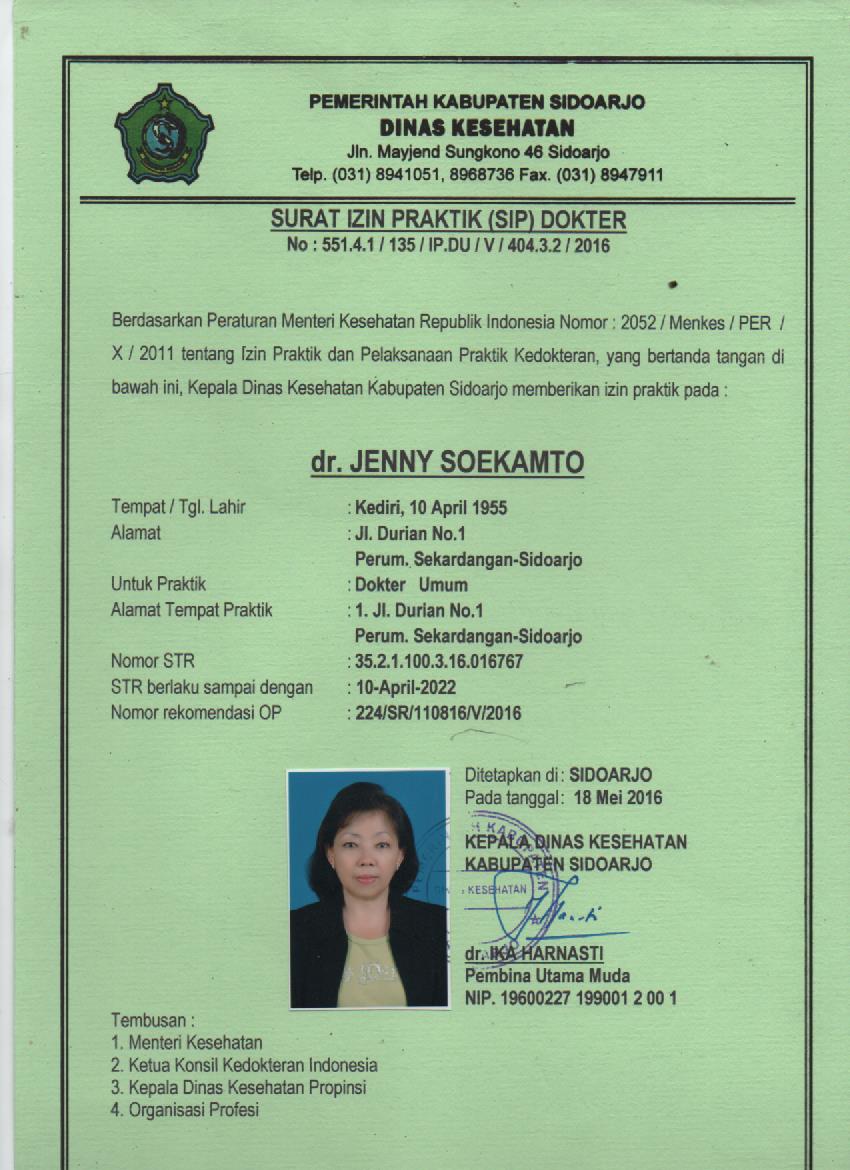 PEMERINTAH KABUPATEN SIDOARJO
DINAS KESEHATAN
Jln. Mayjend Sungkono 46 Sidoarjo
Telp. (031) 8941051, 8968736 Fax. (031) 8947911
SURAT IZIN PRAKTIK (SIP) DOKTER
No : 551.4.1 / 135 / IP.DU / V / 404.3.2 / 2016
Berdasarkan Peraturan Menteri Kesehatan Republik Indonesia Nomor : 2052 / Menkes / PER /
X / 2011 tentang Izin Praktik dan Pelaksanaan Praktik Kedokteran, yang bertanda tangan di
bawah ini, Kepala Dinas Kesehatan Kabupaten Sidoarjo memberikan izin praktik pada :
dr. JENNY SOEKAMTO
Tempat / Tgl. Lahir : Kediri, 10 April 1955
Alamat : Jl. Durian No.1
Perum. Sekardangan-Sidoarjo
Untuk Praktik : Dokter Umum
Alamat Tempat Praktik : 1. Jl. Durian No.1
Perum. Sekardangan-Sidoarjo
Nomor STR : 35.2.1.100.3.16.016767
STR berlaku sampai dengan : 10-April-2022
Nomor rekomendasi OP : 224/SR/110816/V/2016
Ditetapkan di : SIDOARJO
Pada tanggal : 18 Mei 2016
KEPALA DINAS KESEHATAN
KABUPATEN SIDOARJO
KESEHATAN
dr. IKA HARNASTI
Pembina Utama Muda
NIP. 19600227 199001 2 00 1
Tembusan :
1. Menteri Kesehatan
2. Ketua Konsil Kedokteran Indonesia
3. Kepala Dinas Kesehatan Propinsi
4. Organisasi Profesi